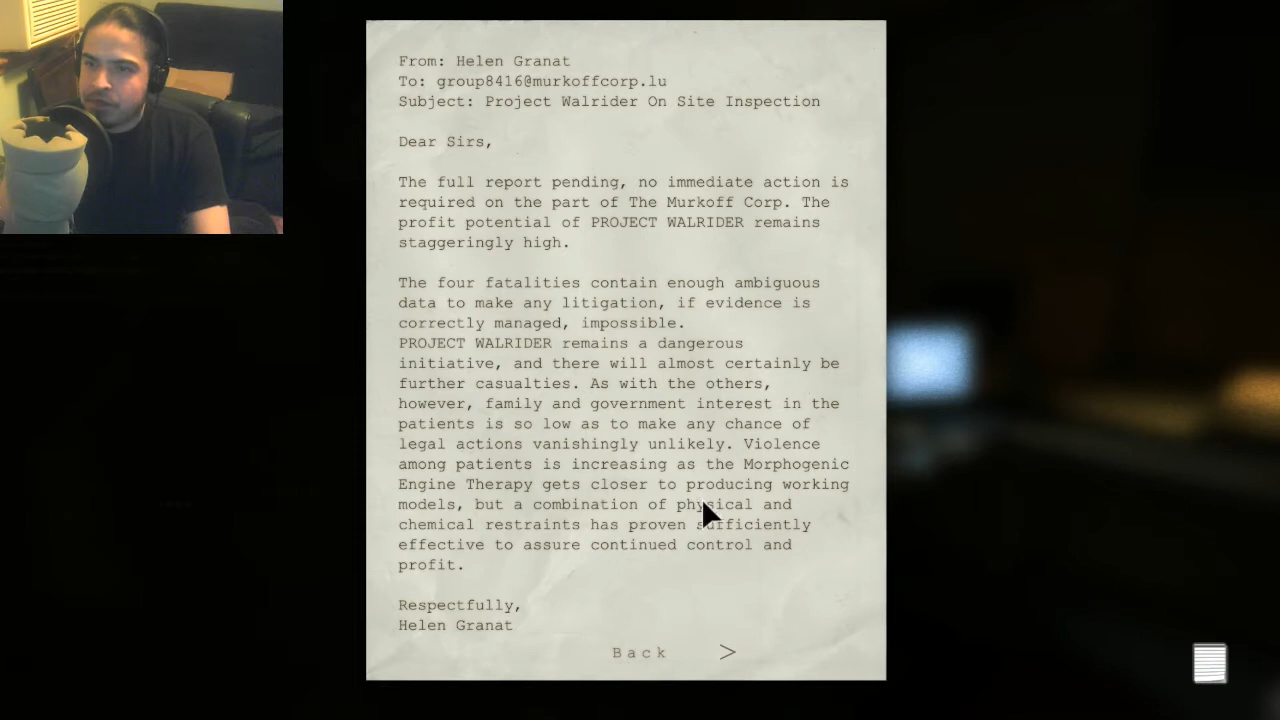 From: Helen Granat
To: group8416@murkoffcorp.lu
Subject: Project Walrider On Site Inspection
Dear Sirs,
The full report pending, no immediate action is
required on the part of The Murkoff Corp. The
profit potential of PROJECT WALRIDER remains
staggeringly high.
The four fatalities contain enough ambiguous
data to make any litigation, if evidence is
correctly managed, impossible.
PROJECT WALRIDER remains a dangerous
initiative, and there will almost certainly be
further casualties. As with the others,
however, family and government interest in the
patients is so low as to make any chance of
legal actions vanishingly unlikely. Violence
among patients is increasing as the Morphogenic
Engine Therapy gets closer to producing working
models, but a combination of physical and
chemical restraints has proven sufficiently
effective to assure continued control and
profit.
Respectfully,
Helen Granat
Back >